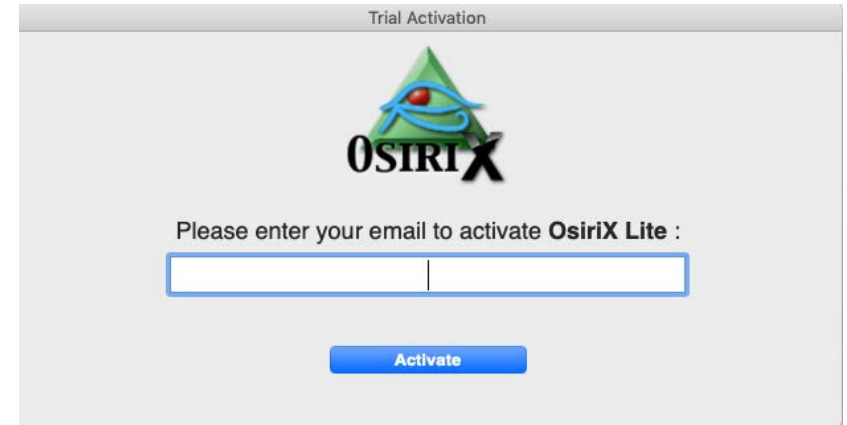 Trial Activation
OSIRIX
Please enter your email to activate OsiriX Lite :
Activate